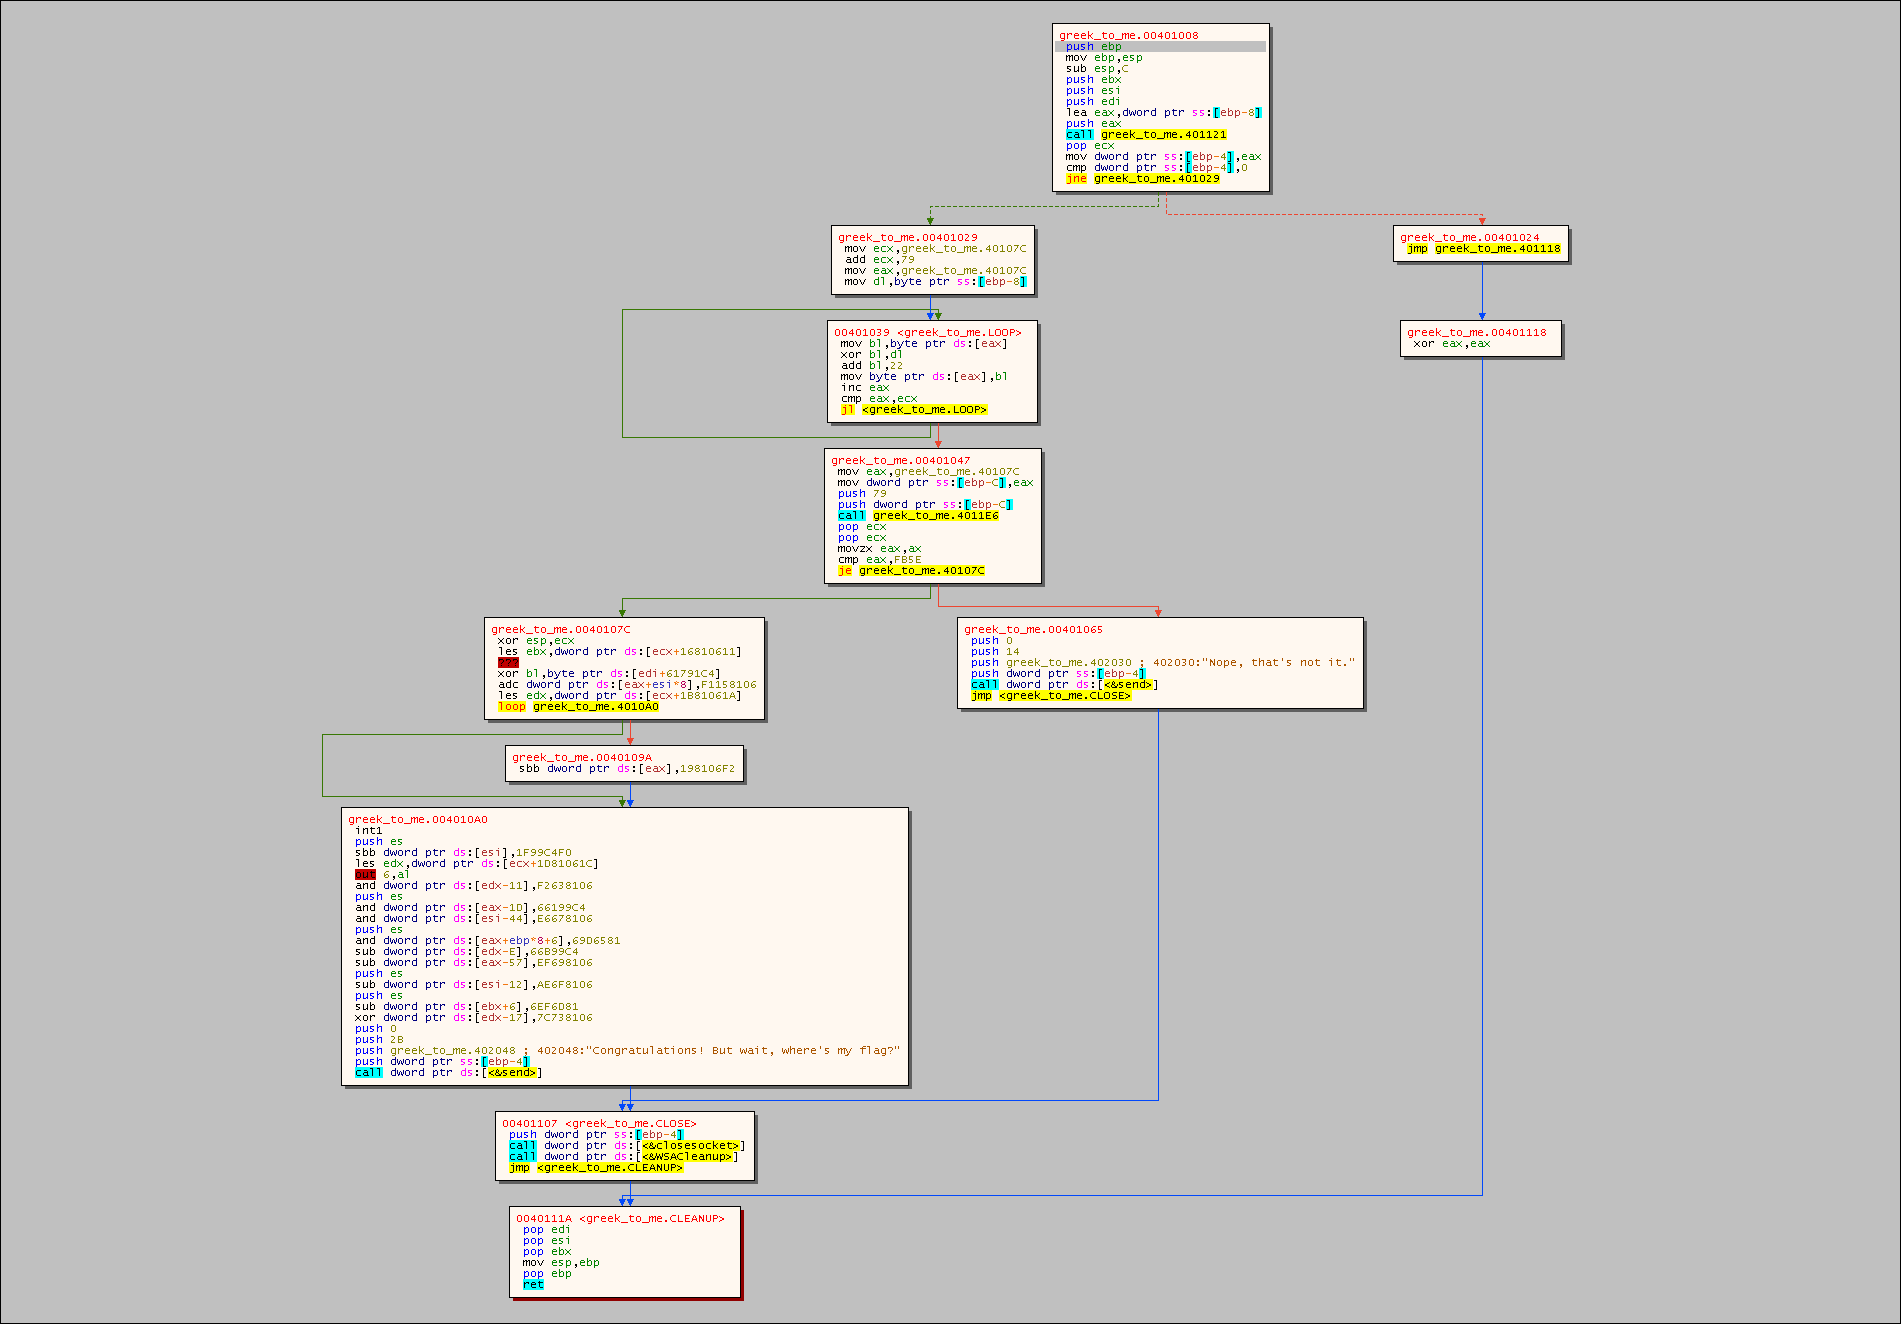 greek_to_me.00401008
push ebp
mov ebp,esp
sub esp,C
push ebx
push esi
push edi
lea eax,dword ptr ss:[ebp-8]
push eax
call greek_to_me.401121
pop ecx
mov dword ptr ss:[ebp-4],eax
cmp dword ptr ss:[ebp-4],0
jne greek_to_me.401029
greek_to_me.00401029
mov ecx,greek_to_me.40107C
add ecx,79
mov eax,greek_to_me.40107C
mov dl,byte ptr ss:[ebp-8]
greek_to_me.00401024
jmp greek_to_me.401118
00401039 <greek_to_me.LOOP>
mov bl,byte ptr ds:[eax]
xor bl,dl
add bl,22
mov byte ptr ds:[eax],bl
inc eax
cmp eax,ecx
jl <greek_to_me.LOOP>
greek_to_me.00401118
xor eax,eax
greek_to_me.00401047
mov eax,greek_to_me.40107C
mov dword ptr ss:[ebp-C],eax
push 79
push dword ptr ss:[ebp-C]
call greek_to_me.4011E6
pop ecx
pop ecx
movzx eax,ax
cmp eax,FB5E
je greek_to_me.40107C
greek_to_me.0040107C
xor esp,ecx
les ebx,dword ptr ds:[ecx+16810611]
???
xor bl,byte ptr ds:[edi+61791C4]
adc dword ptr ds:[eax+esi*8],F1158106
les edx,dword ptr ds:[ecx+1B81061A]
loop greek_to_me.4010A0
greek_to_me.00401065
push 0
push 14
push greek_to_me.402030 ; 402030:"Nope, that's not it."
push dword ptr ss:[ebp-4]
call dword ptr ds:[<&send>]
jmp <greek_to_me.CLOSE>
greek_to_me.0040109A
sbb dword ptr ds:[eax],198106F2
greek_to_me.004010A0
int1
push es
sbb dword ptr ds:[esi],1F99C4F0
les edx,dword ptr ds:[ecx+1D81061C]
out 6,al
and dword ptr ds:[edx-11],F2638106
push es
and dword ptr ds:[eax-1D],66199C4
and dword ptr ds:[esi-44],E6678106
push es
and dword ptr ds:[eax+ebp*8+6],69D6581
sub dword ptr ds:[edx-E],66B99C4
sub dword ptr ds:[eax-57],EF698106
push es
sub dword ptr ds:[esi-12],AE6F8106
push es
sub dword ptr ds:[ebx+6],6EF6D81
xor dword ptr ds:[edx-17],7C738106
push 0
push 2B
push greek_to_me.402048 ; 402048:"Congratulations! But wait, where's my flag?"
push dword ptr ss:[ebp-4]
call dword ptr ds:[<&send>]
00401107 <greek_to_me.CLOSE>
push dword ptr ss:[ebp-4]
call dword ptr ds:[<&closesocket>]
call dword ptr ds:[<&WSACleanup>]
jmp <greek_to_me.CLEANUP>
0040111A <greek_to_me.CLEANUP>
pop edi
pop esi
pop ebx
mov esp,ebp
pop ebp
ret